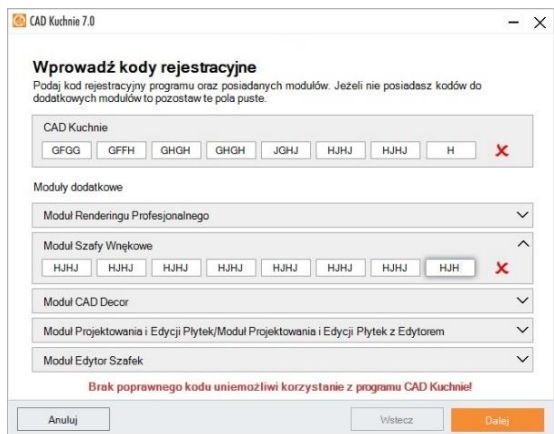 CAD Kuchnie 7.0
Wprowadź kody rejestracyjne
Podaj kod rejestracyjny programu oraz posiadanych modułów. Jeżeli nie posiadasz kodów do
dodatkowych modułów to pozostaw te pola puste.
CAD Kuchnie
GFGG GFFH GHGH GHGH JGHJ HJHJ HJHJ H
Moduły dodatkowe
Moduł Renderingu Profesjonalnego
Moduł Szafy Wnękowe
HJHJ HJHJ HJHJ HJHJ HJHJ HJHJ HJHJ HJH
Moduł CAD Decor
Moduł Projektowania i Edycji Płytek/Moduł Projektowania i Edycji Płytek z Edytorem
Moduł Edytor Szafek
Brak poprawnego kodu uniemożliwi korzystanie z programu CAD Kuchnie!
Anuluj Wstecz Dalej